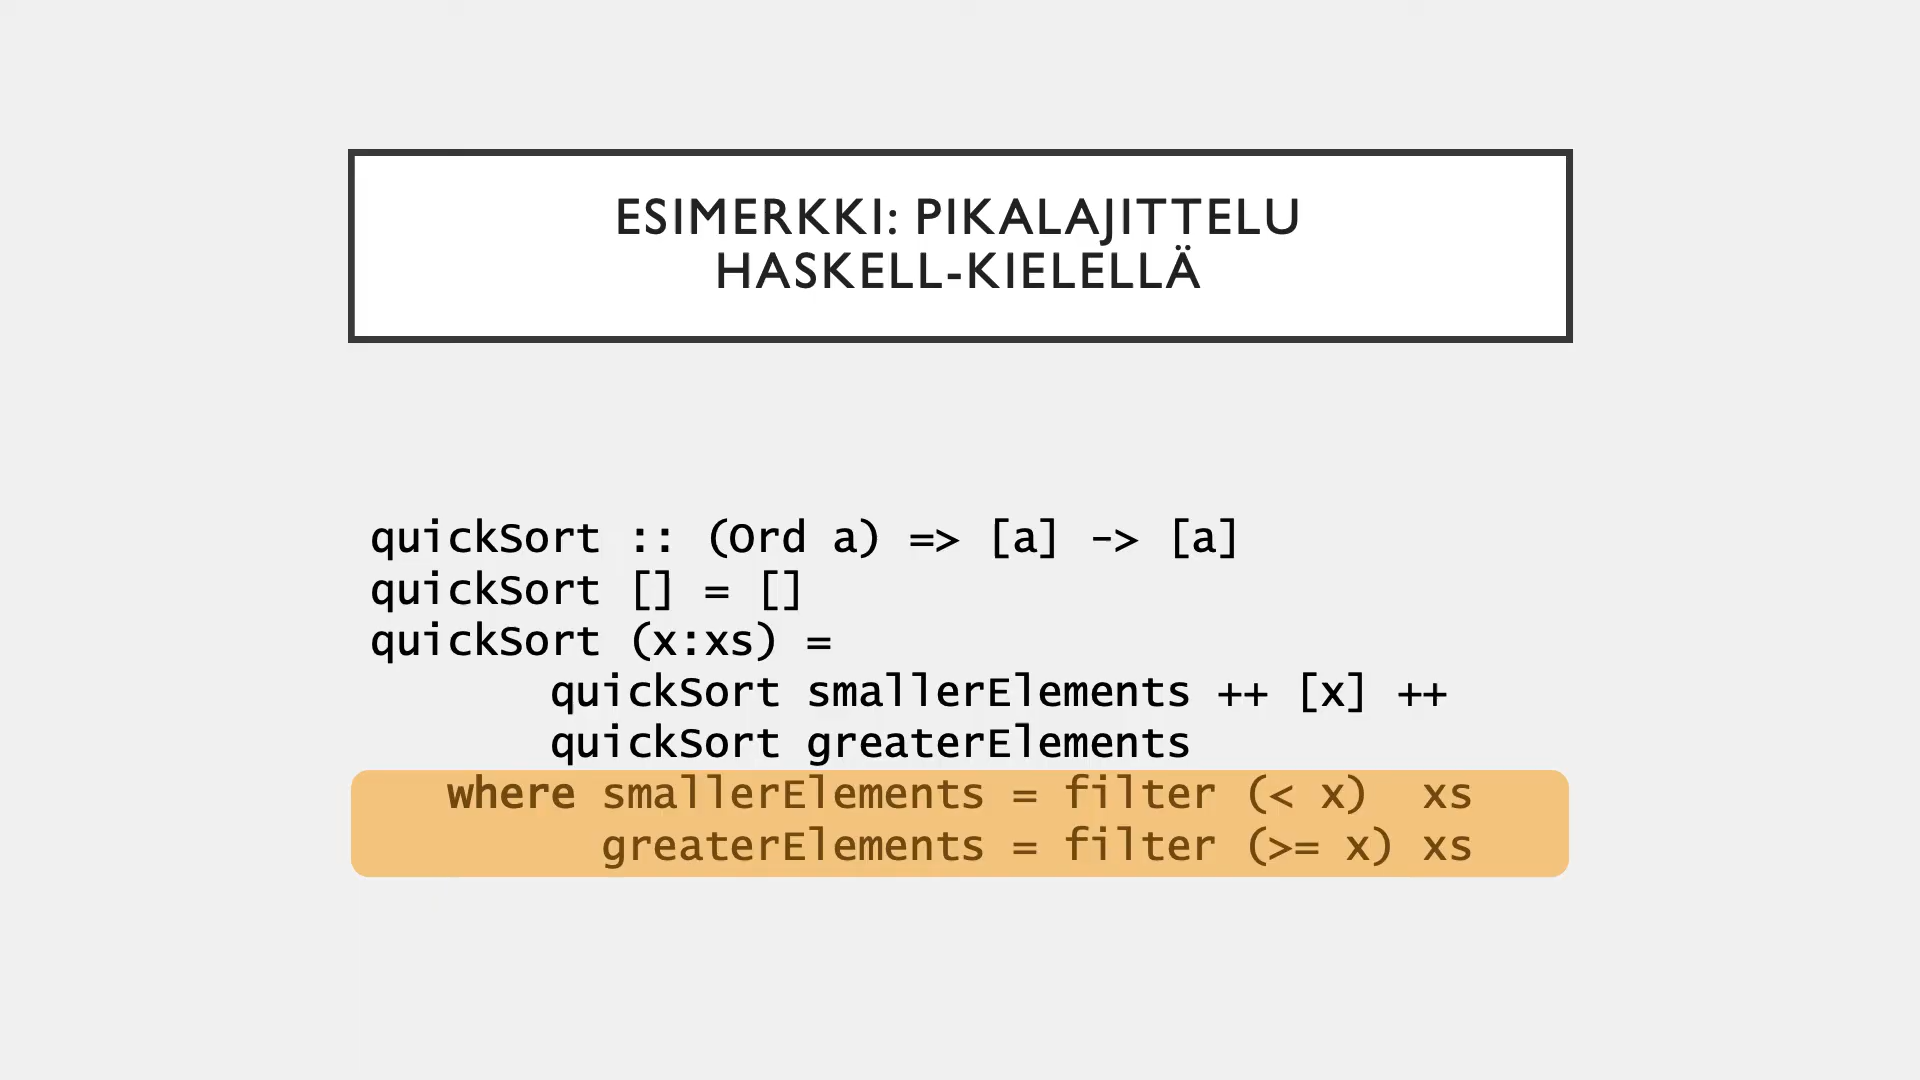 ESIMERKKI: PIKALAJITTELU
HASKELL-KIELELLÄ
quickSort :: (Ord a) => [a] -> [a]
quickSort [] = []
quickSort (x:xs) =
quickSort smallerElements ++ [x] ++
quickSort greaterElements
where smallerElements = filter (< x)  xs
greaterElements = filter (>= x) xs